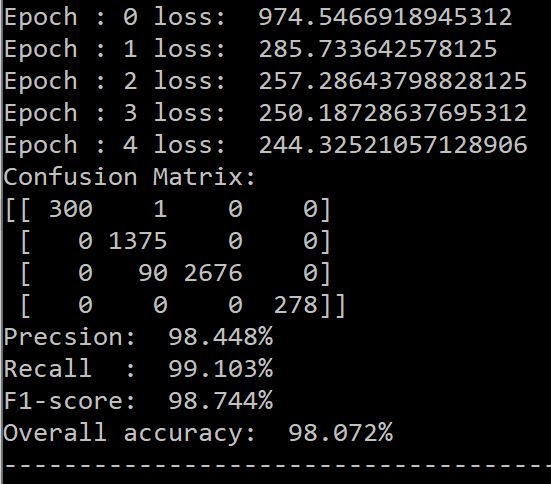 Epoch : 0 loss:  974.5466918945312
Epoch : 1 loss:  285.733642578125
Epoch : 2 loss:  257.28643798828125
Epoch : 3 loss:  250.18728637695312
Epoch : 4 loss:  244.32521057128906
Confusion Matrix:
[[ 300    1    0    0]
 [   0 1375    0    0]
 [   0   90 2676    0]
 [   0    0    0  278]]
Precsion:  98.448%
Recall  :  99.103%
F1-score:  98.744%
Overall accuracy:  98.072%
---------------------------------------